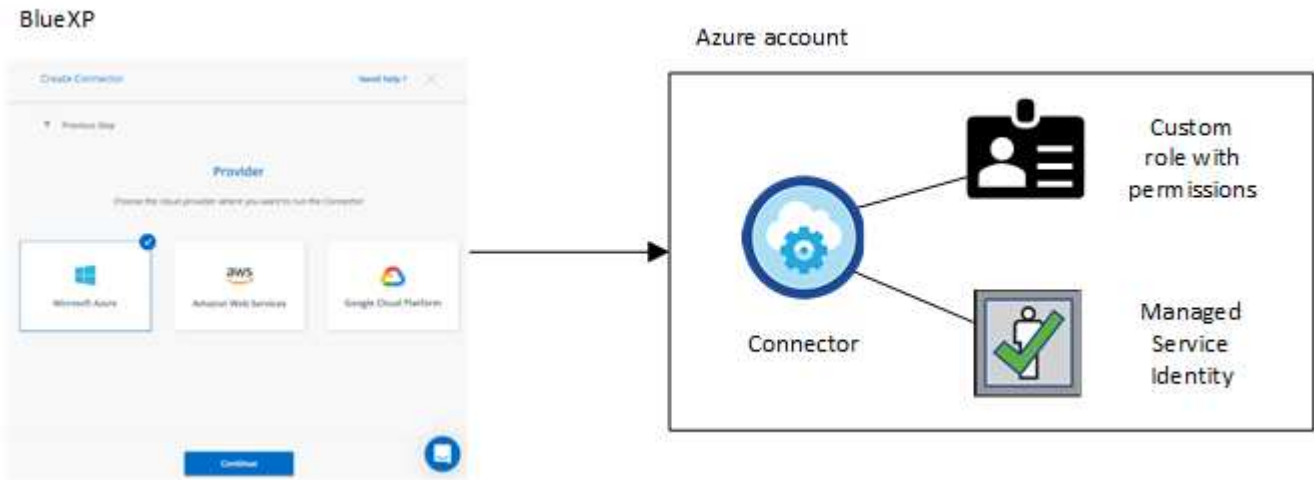 BlueXP
Create Connector
Need help?
Previous Step
Provider
Choose the cloud provider where you want to run the Connector
Microsoft Azure
aws
Amazon Web Services
Google Cloud Platform
Continue
Azure account
Custom
role with
permissions
Connector
Managed
Service
Identity